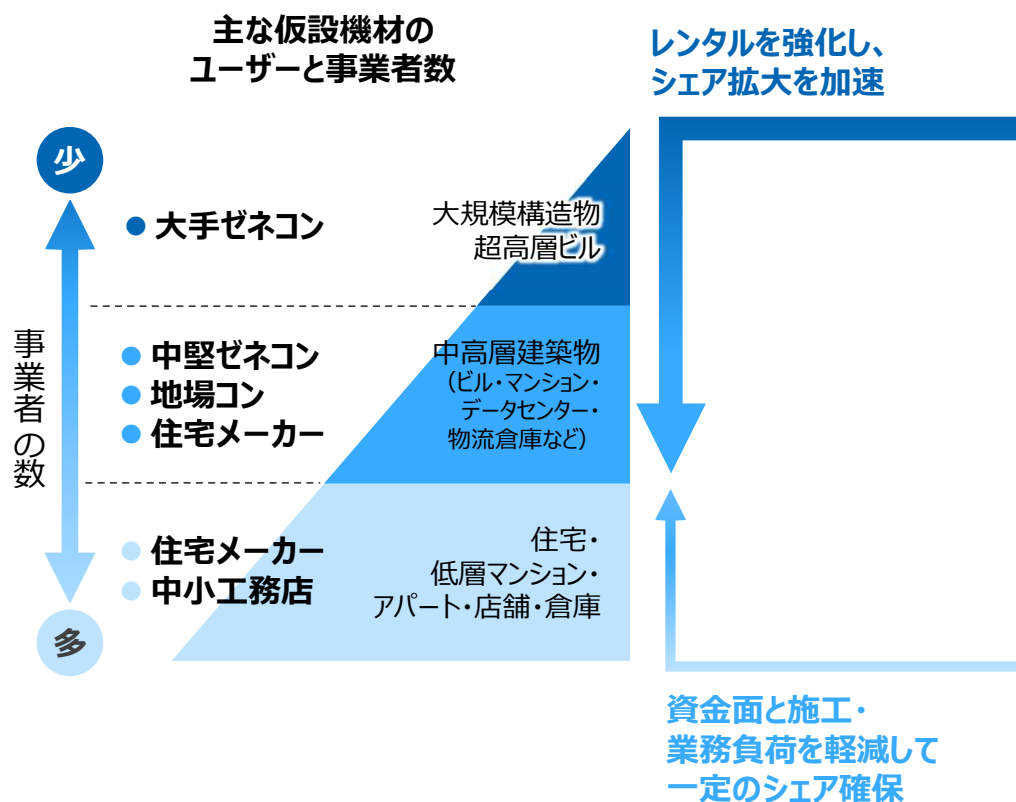 主な仮設機材の
ユーザーと事業者数
レンタルを強化し、
シェア拡大を加速
少
事業者の数
多
● 大手ゼネコン
大規模構造物
超高層ビル
● 中堅ゼネコン
● 地場コン
● 住宅メーカー
中高層建築物
（ビル・マンション・
データセンター・
物流倉庫など）
● 住宅メーカー
● 中小工務店
住宅・
低層マンション・
アパート・店舗・倉庫
資金面と施工・
業務負荷を軽減して
一定のシェア確保